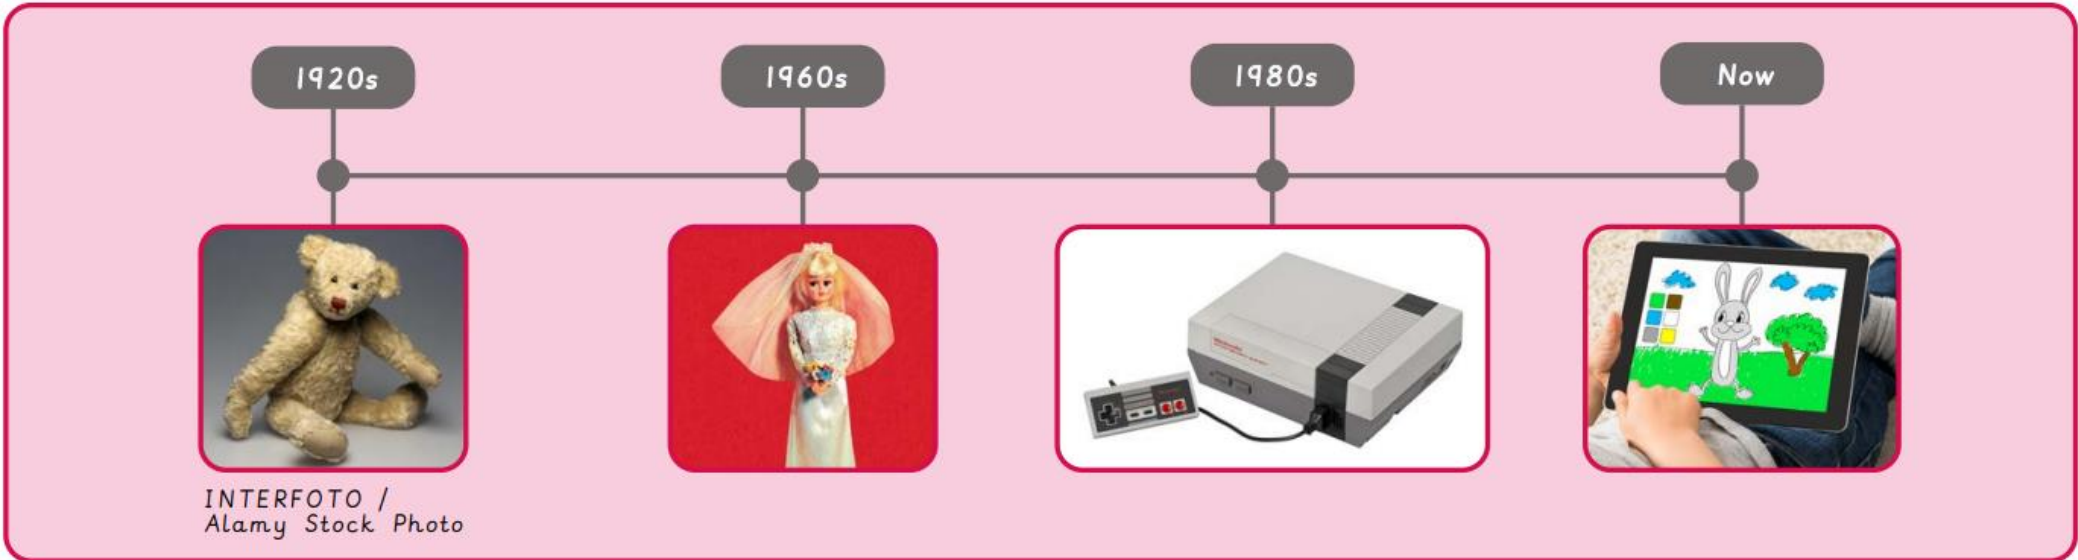 1920s
1960s
1980s
Now
INTERFOTO /
Alamy Stock Photo